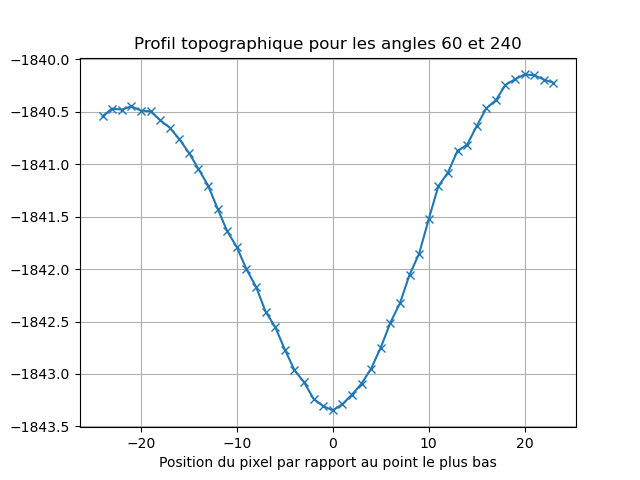 Profil topographique pour les angles 60 et 240
−1840.0
−1840.5
−1841.0
−1841.5
−1842.0
−1842.5
−1843.0
−1843.5
−20 −10 0 10 20
Position du pixel par rapport au point le plus bas